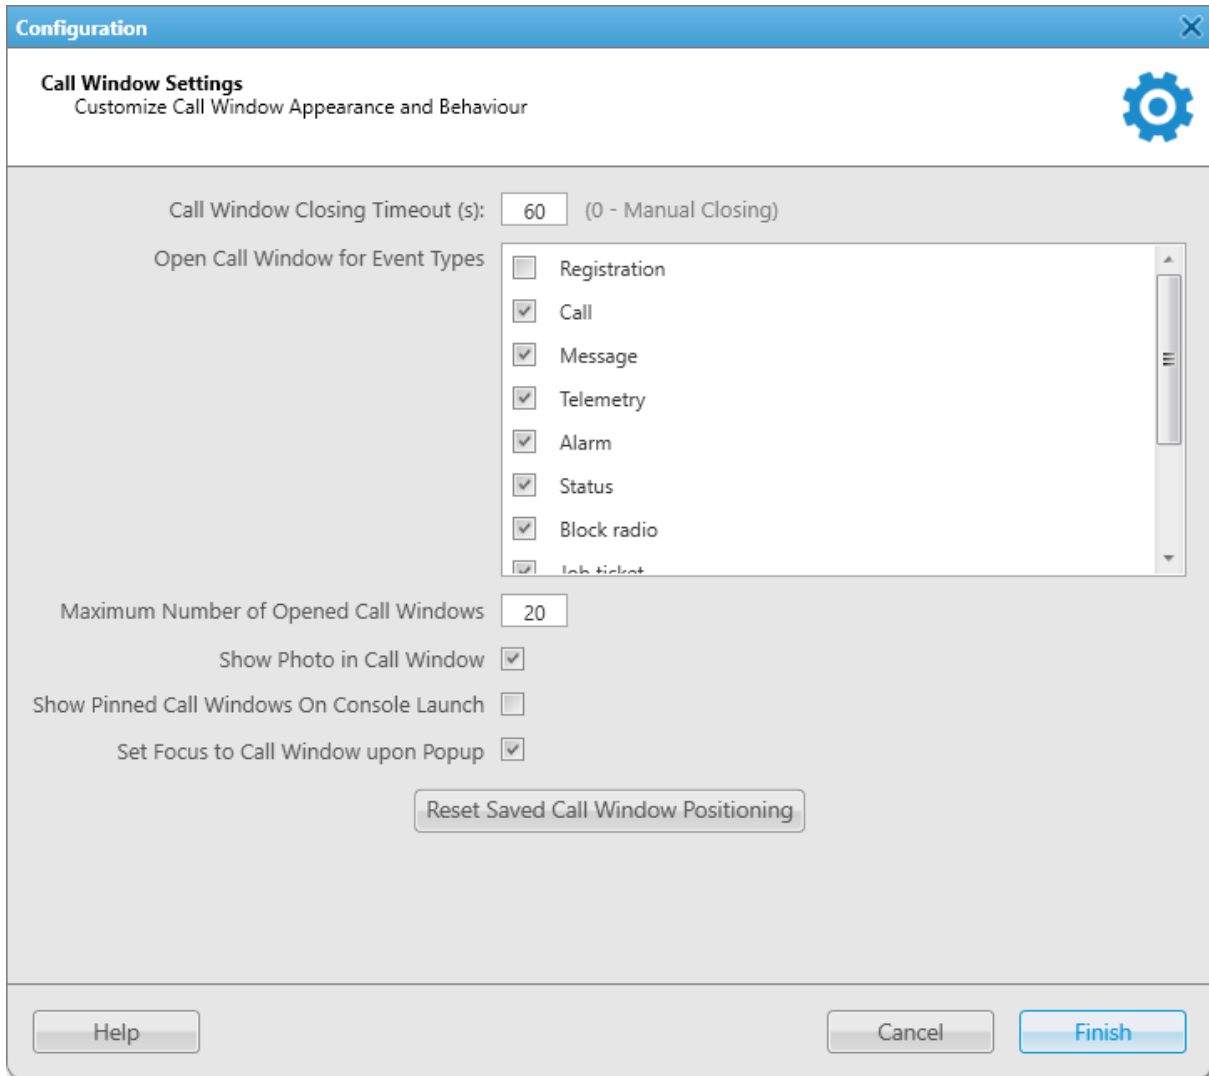 Configuration
Call Window Settings
Customize Call Window Appearance and Behaviour
Call Window Closing Timeout (s): 60 (0 - Manual Closing)
Open Call Window for Event Types
Registration
Call
Message
Telemetry
Alarm
Status
Block radio
Job ticket
Maximum Number of Opened Call Windows 20
Show Photo in Call Window
Show Pinned Call Windows On Console Launch
Set Focus to Call Window upon Popup
Reset Saved Call Window Positioning
Help Cancel Finish